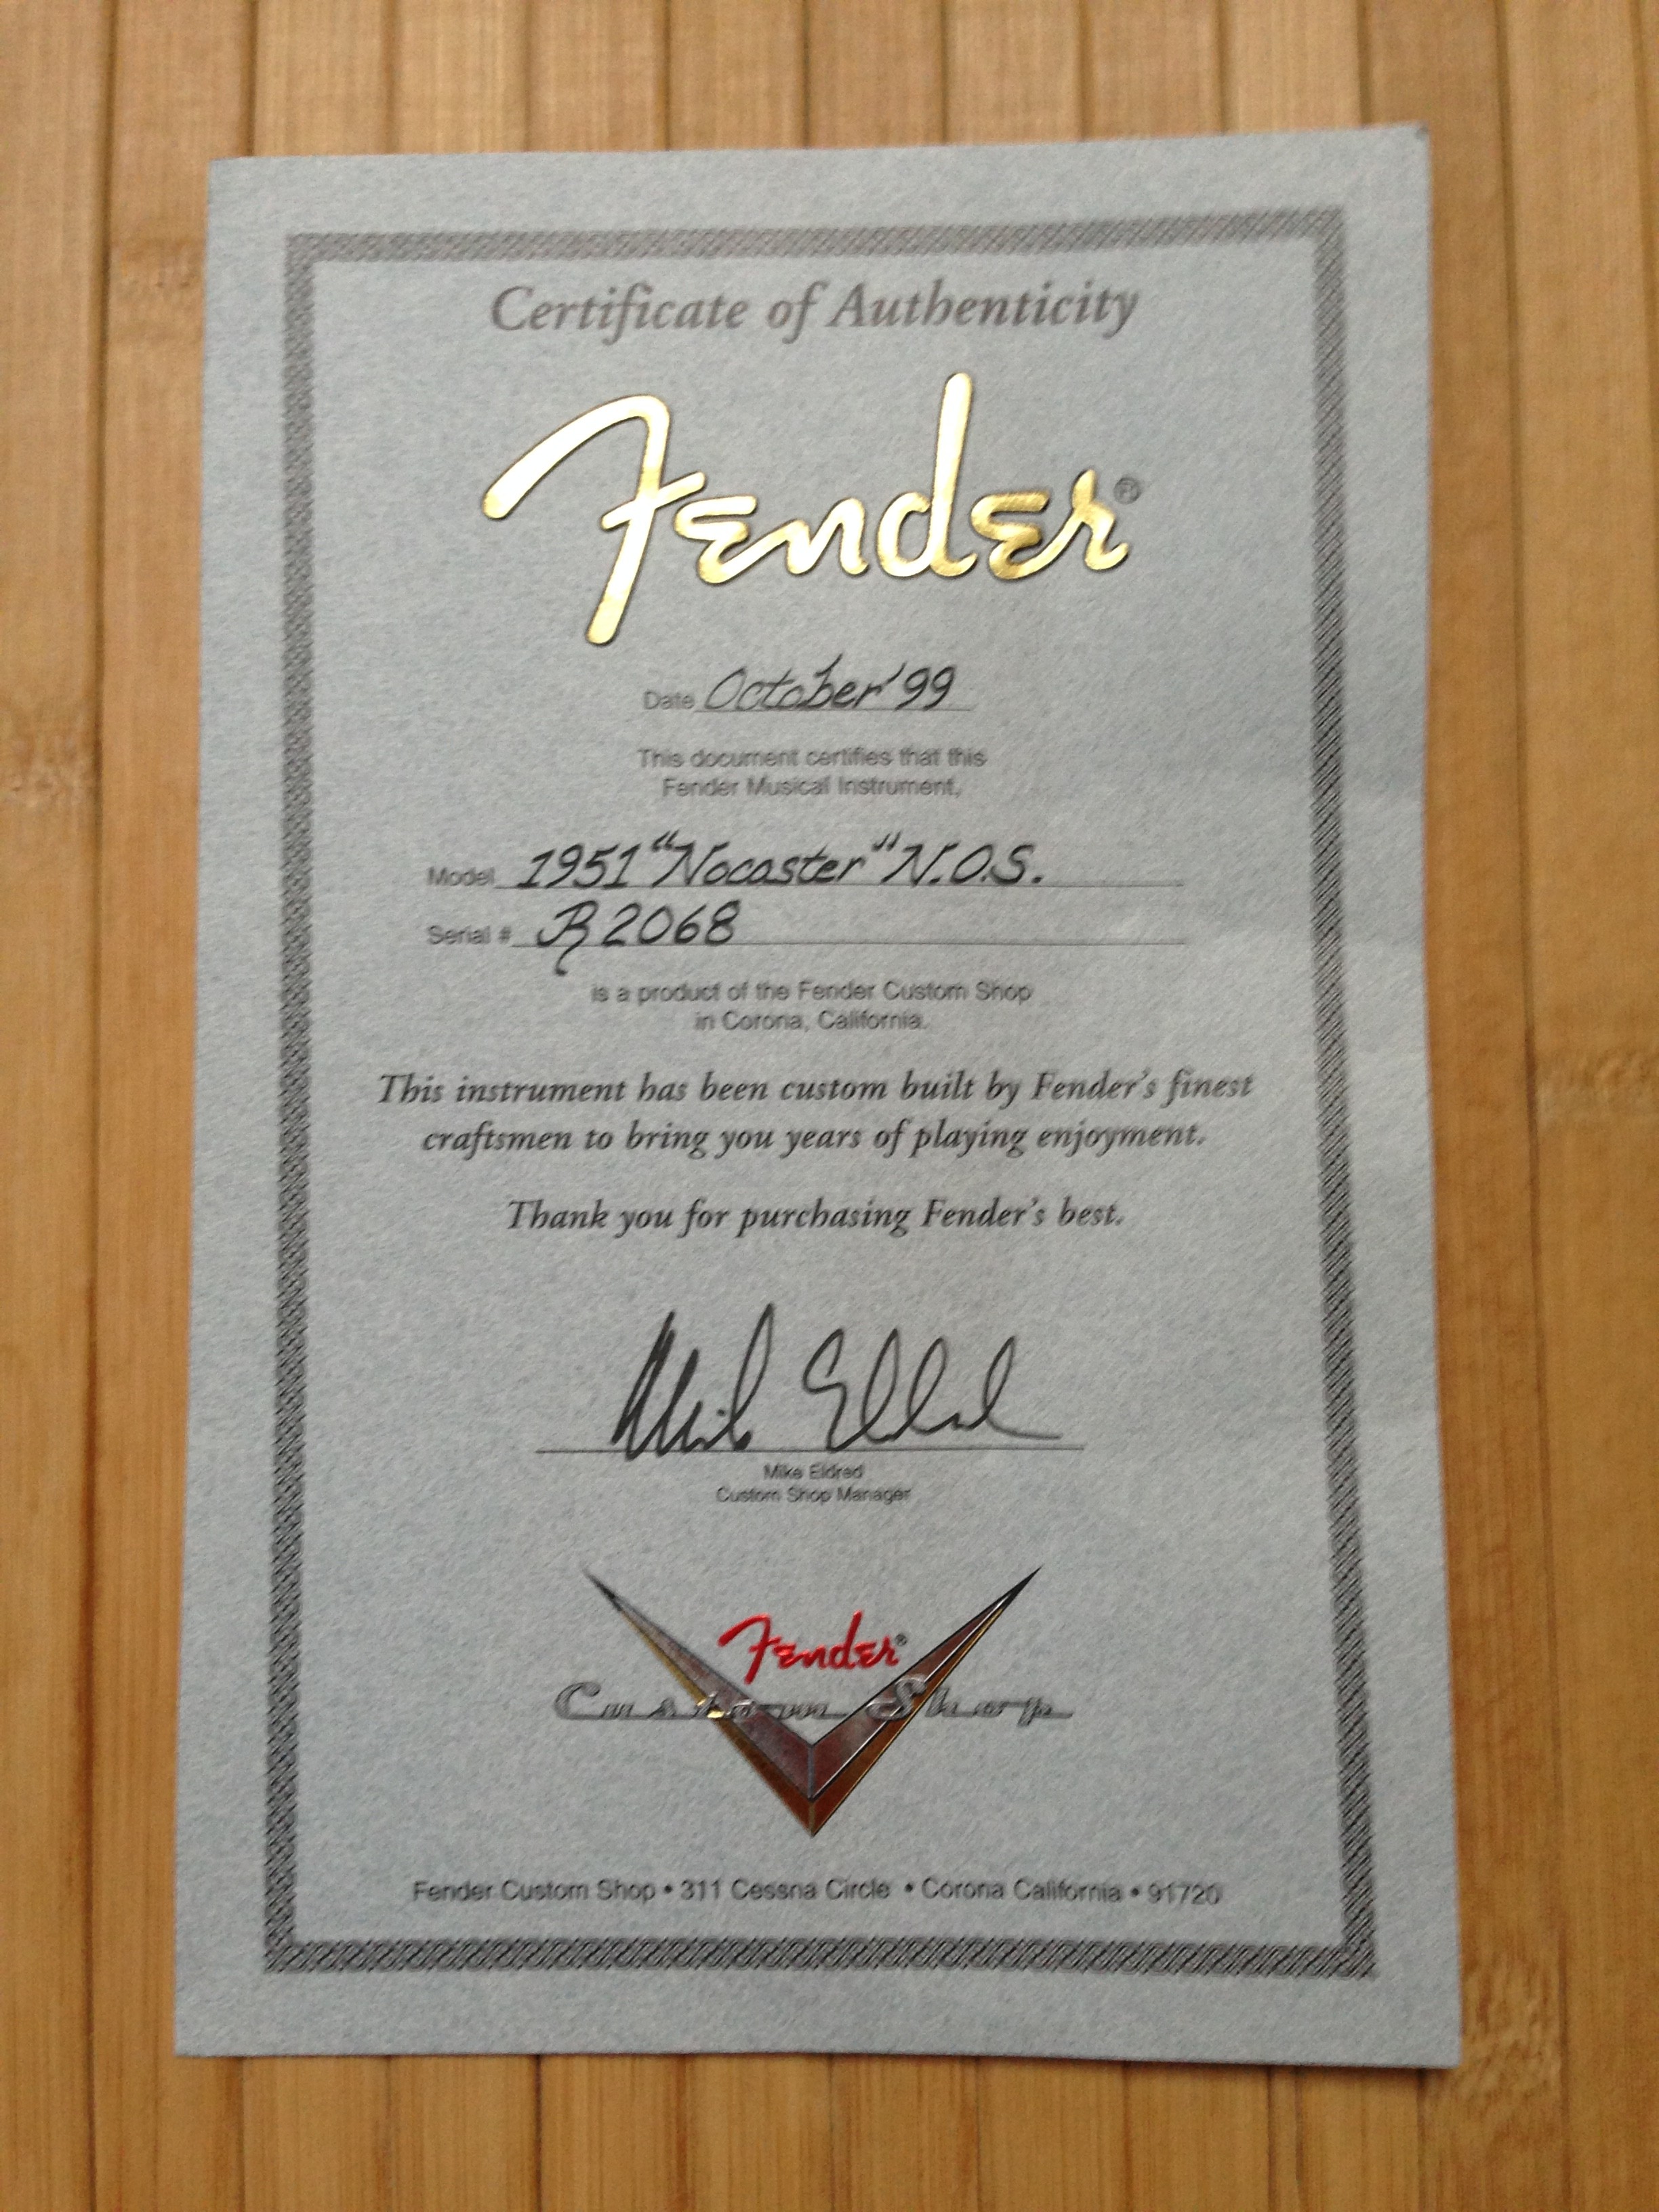 Certificate of Authenticity
Fender®
Date October '99
This document certifies that this
Fender Musical Instrument,
Model 1951 "Nocaster" N.O.S.
Serial # R2068
is a product of the Fender Custom Shop
in Corona, California.
This instrument has been custom built by Fender's finest
craftsmen to bring you years of playing enjoyment.
Thank you for purchasing Fender's best.
Mike Eldred
Mike Eldred
Custom Shop Manager
Fender®
Custom Shop
Fender Custom Shop • 311 Cessna Circle • Corona California • 91720